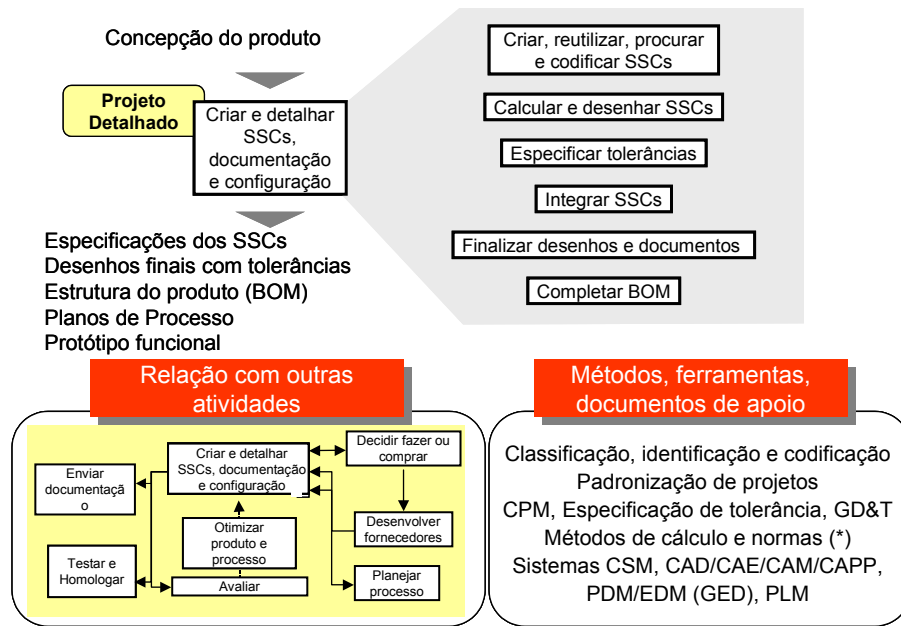 Concepção do produto
Projeto
Detalhado
Criar e detalhar
SSCs,
documentação
e configuração
Especificações dos SSCs
Desenhos finais com tolerâncias
Estrutura do produto (BOM)
Planos de Processo
Protótipo funcional
Criar, reutilizar, procurar
e codificar SSCs
Calcular e desenhar SSCs
Especificar tolerâncias
Integrar SSCs
Finalizar desenhos e documentos
Completar BOM
Relação com outras
atividades
Criar e detalhar
SSCs, documentação
e configuração
Decidir fazer ou
comprar
Enviar
documentaçã
o
Otimizar
produto e
processo
Desenvolver
fornecedores
Testar e
Homologar
Avaliar
Planejar
processo
Métodos, ferramentas,
documentos de apoio
Classificação, identificação e codificação
Padronização de projetos
CPM, Especificação de tolerância, GD&T
Métodos de cálculo e normas (*)
Sistemas CSM, CAD/CAE/CAM/CAPP,
PDM/EDM (GED), PLM